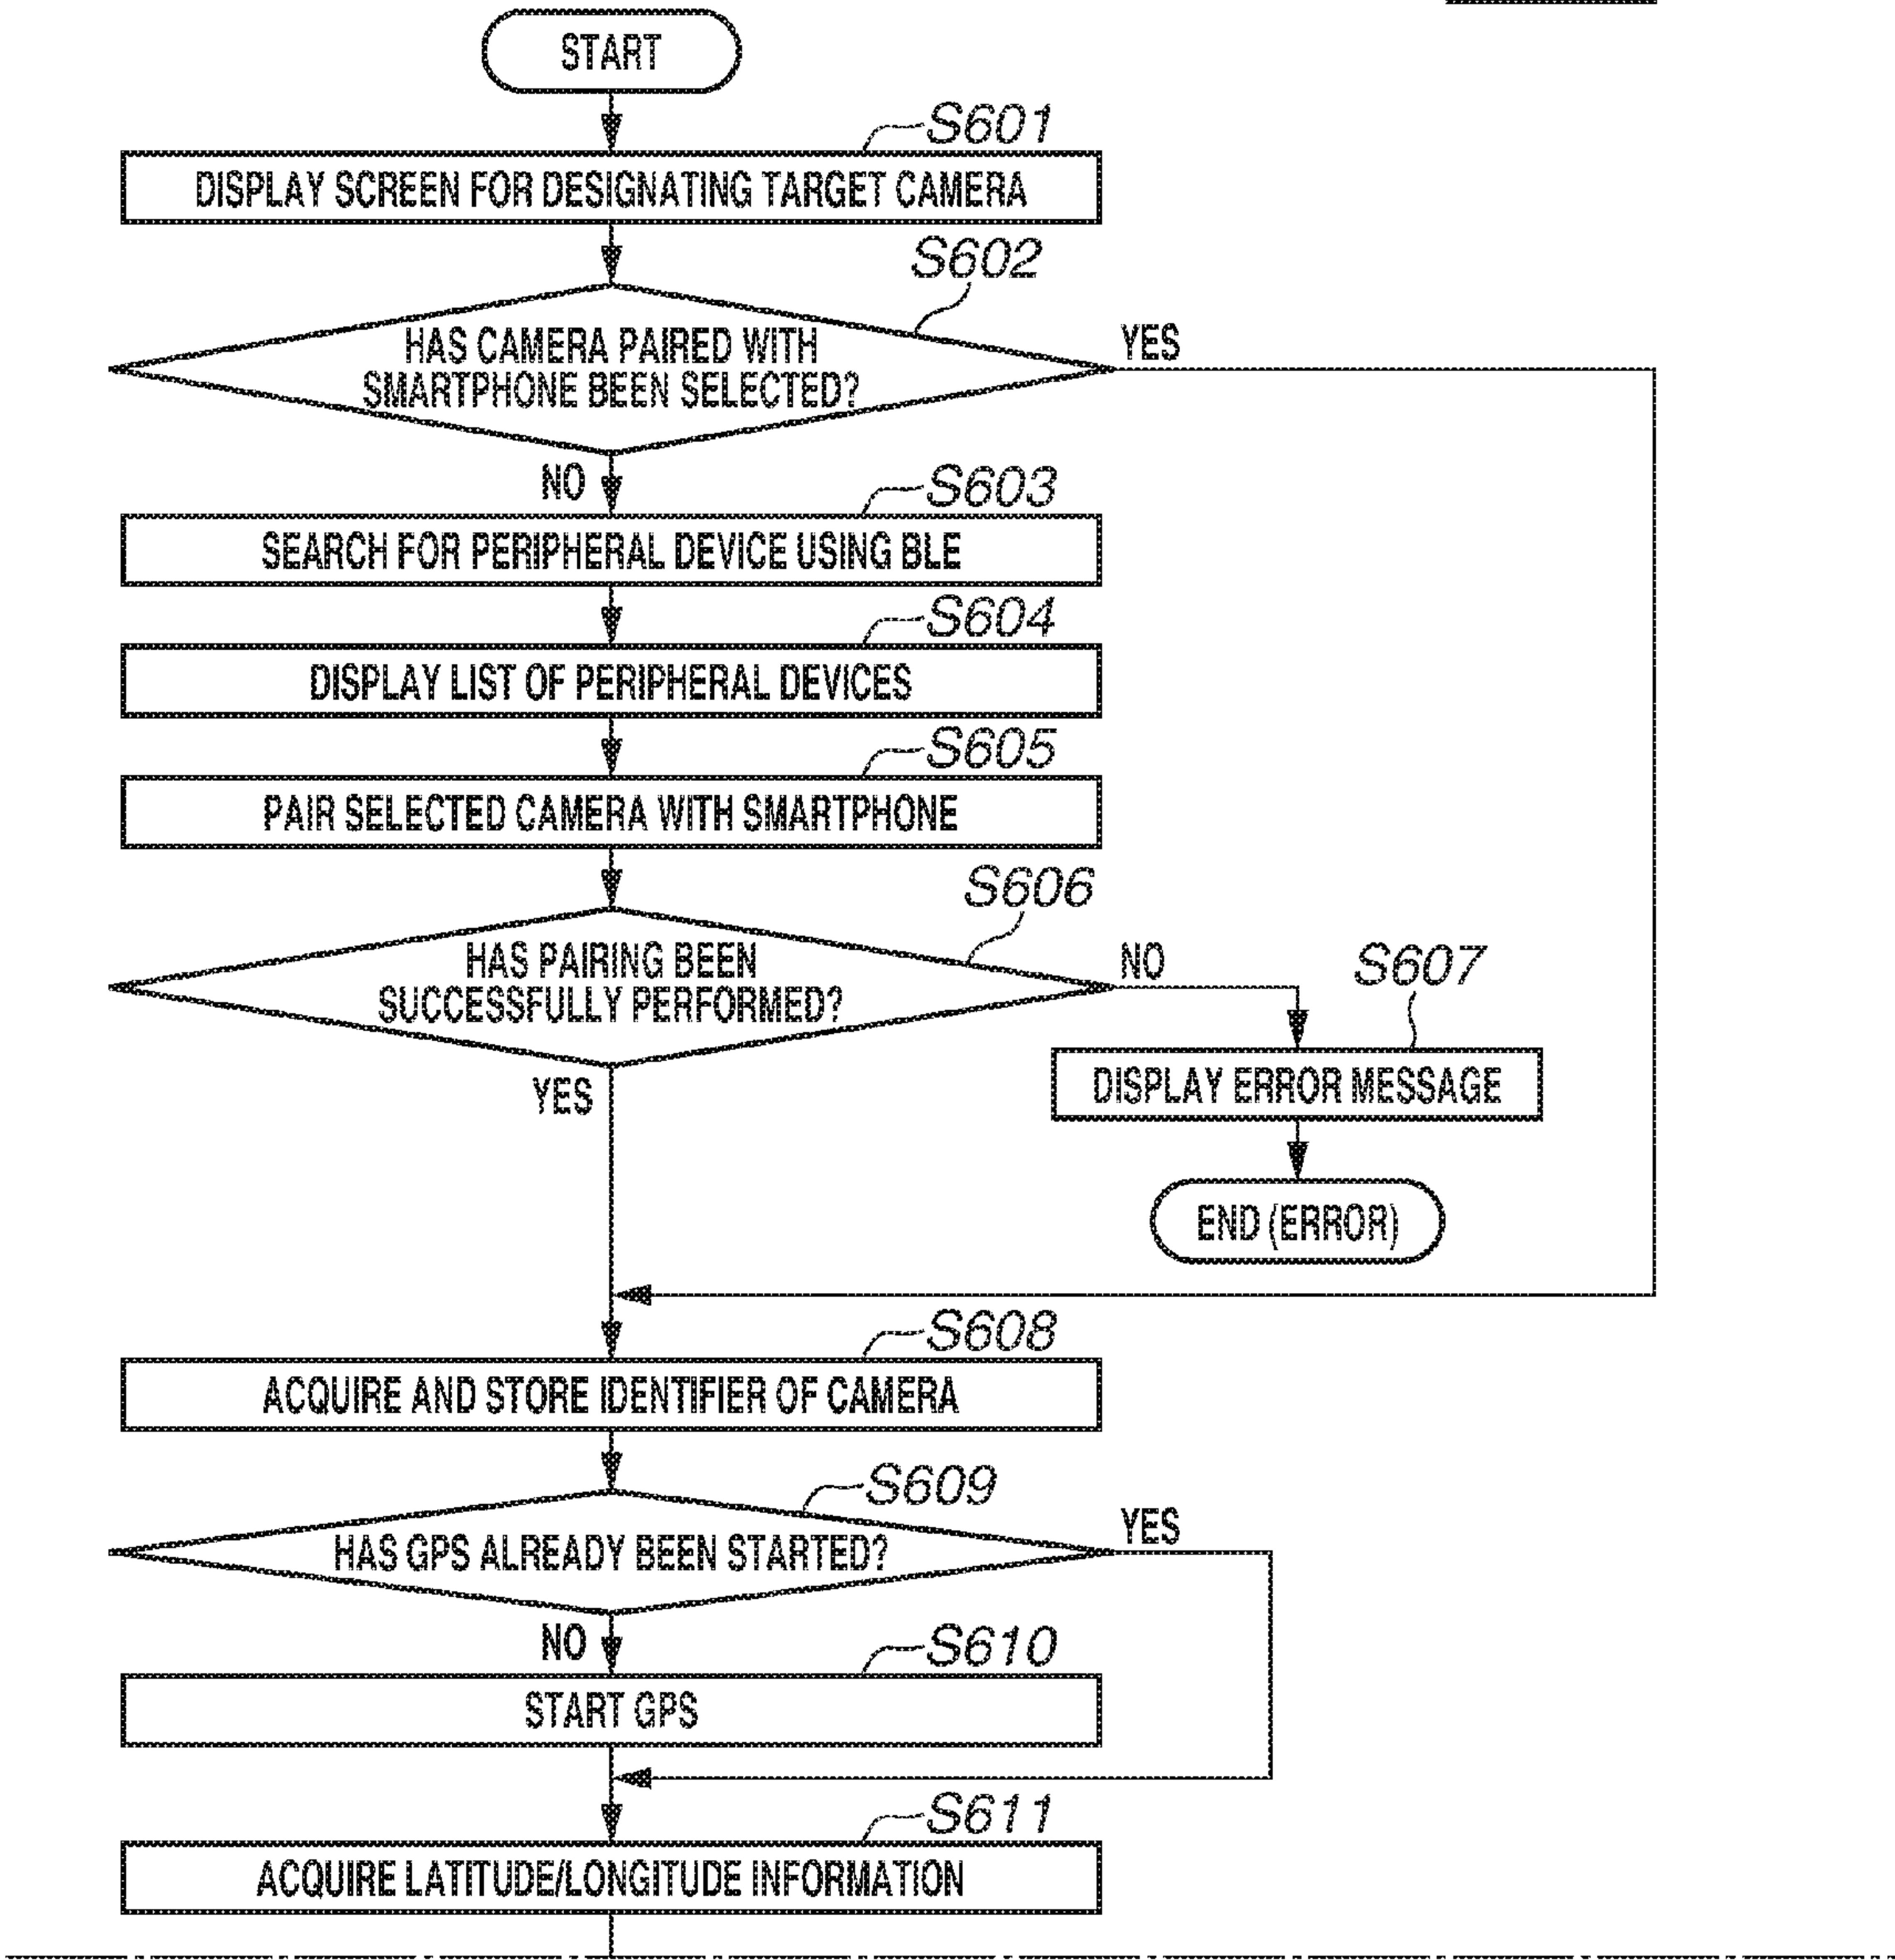 START
S601
DISPLAY SCREEN FOR DESIGNATING TARGET CAMERA
S602
HAS CAMERA PAIRED WITH
SMARTPHONE BEEN SELECTED?
YES
NO
S603
SEARCH FOR PERIPHERAL DEVICE USING BLE
S604
DISPLAY LIST OF PERIPHERAL DEVICES
S605
PAIR SELECTED CAMERA WITH SMARTPHONE
S606
HAS PAIRING BEEN
SUCCESSFULLY PERFORMED?
NO
S607
YES
DISPLAY ERROR MESSAGE
END (ERROR)
S608
ACQUIRE AND STORE IDENTIFIER OF CAMERA
S609
HAS GPS ALREADY BEEN STARTED?
YES
NO
S610
START GPS
S611
ACQUIRE LATITUDE/LONGITUDE INFORMATION